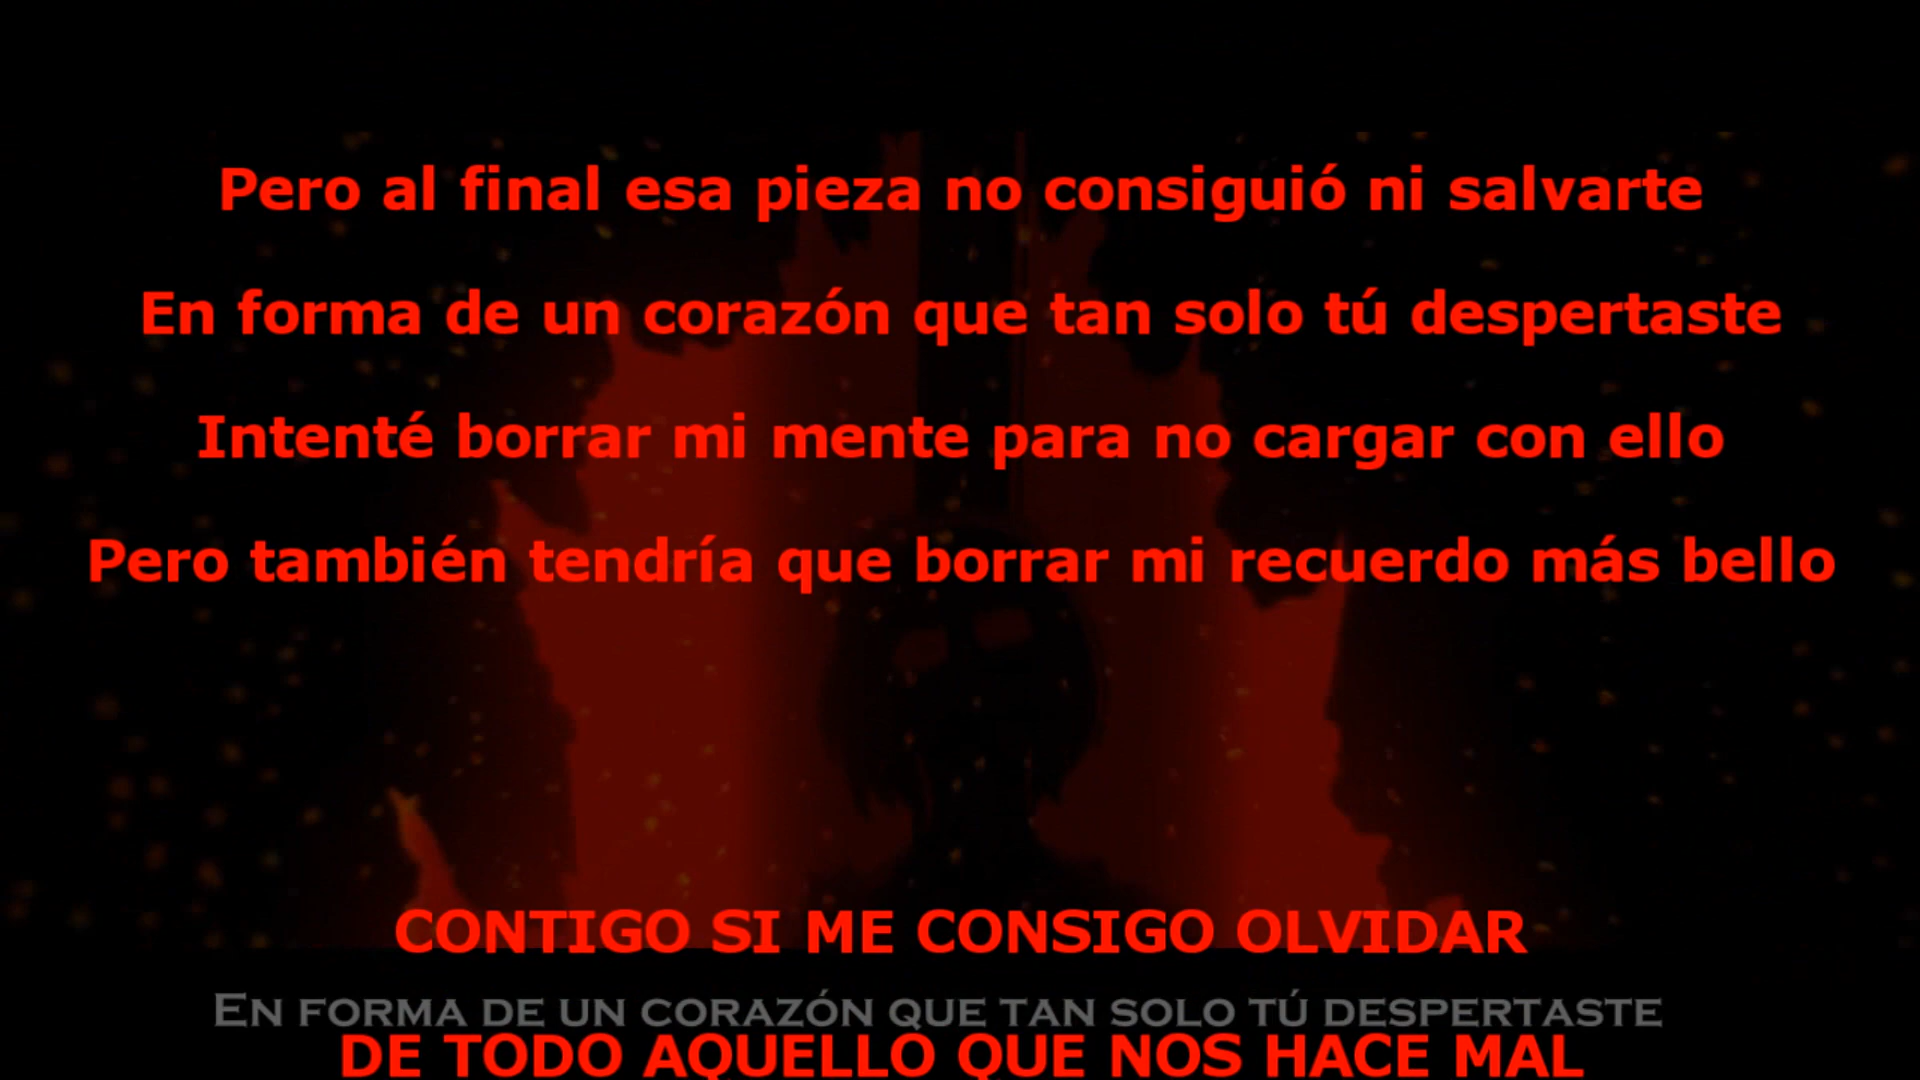 Pero al final esa pieza no consiguió ni salvarte
En forma de un corazón que tan solo tú despertaste
Intenté borrar mi mente para no cargar con ello
Pero también tendría que borrar mi recuerdo más bello
CONTIGO SI ME CONSIGO OLVIDAR
En forma de un corazón que tan solo tú despertaste
DE TODO AQUELLO QUE NOS HACE MAL